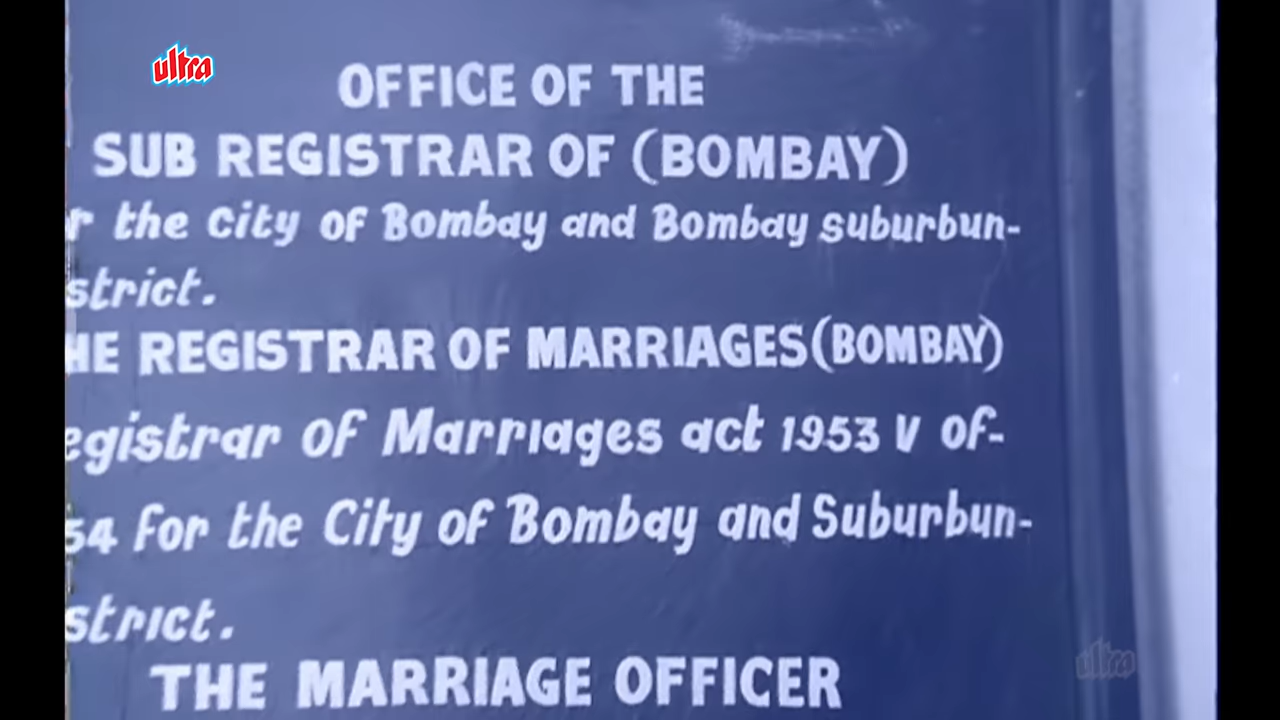 ultra
OFFICE OF THE
SUB REGISTRAR OF (BOMBAY)
r the city of Bombay and Bombay suburbun-
strict.
HE REGISTRAR OF MARRIAGES (BOMBAY)
egistrar of Marriages act 1953 V of-
54 for the City of Bombay and Suburbun-
strict.
THE MARRIAGE OFFICER
ultra